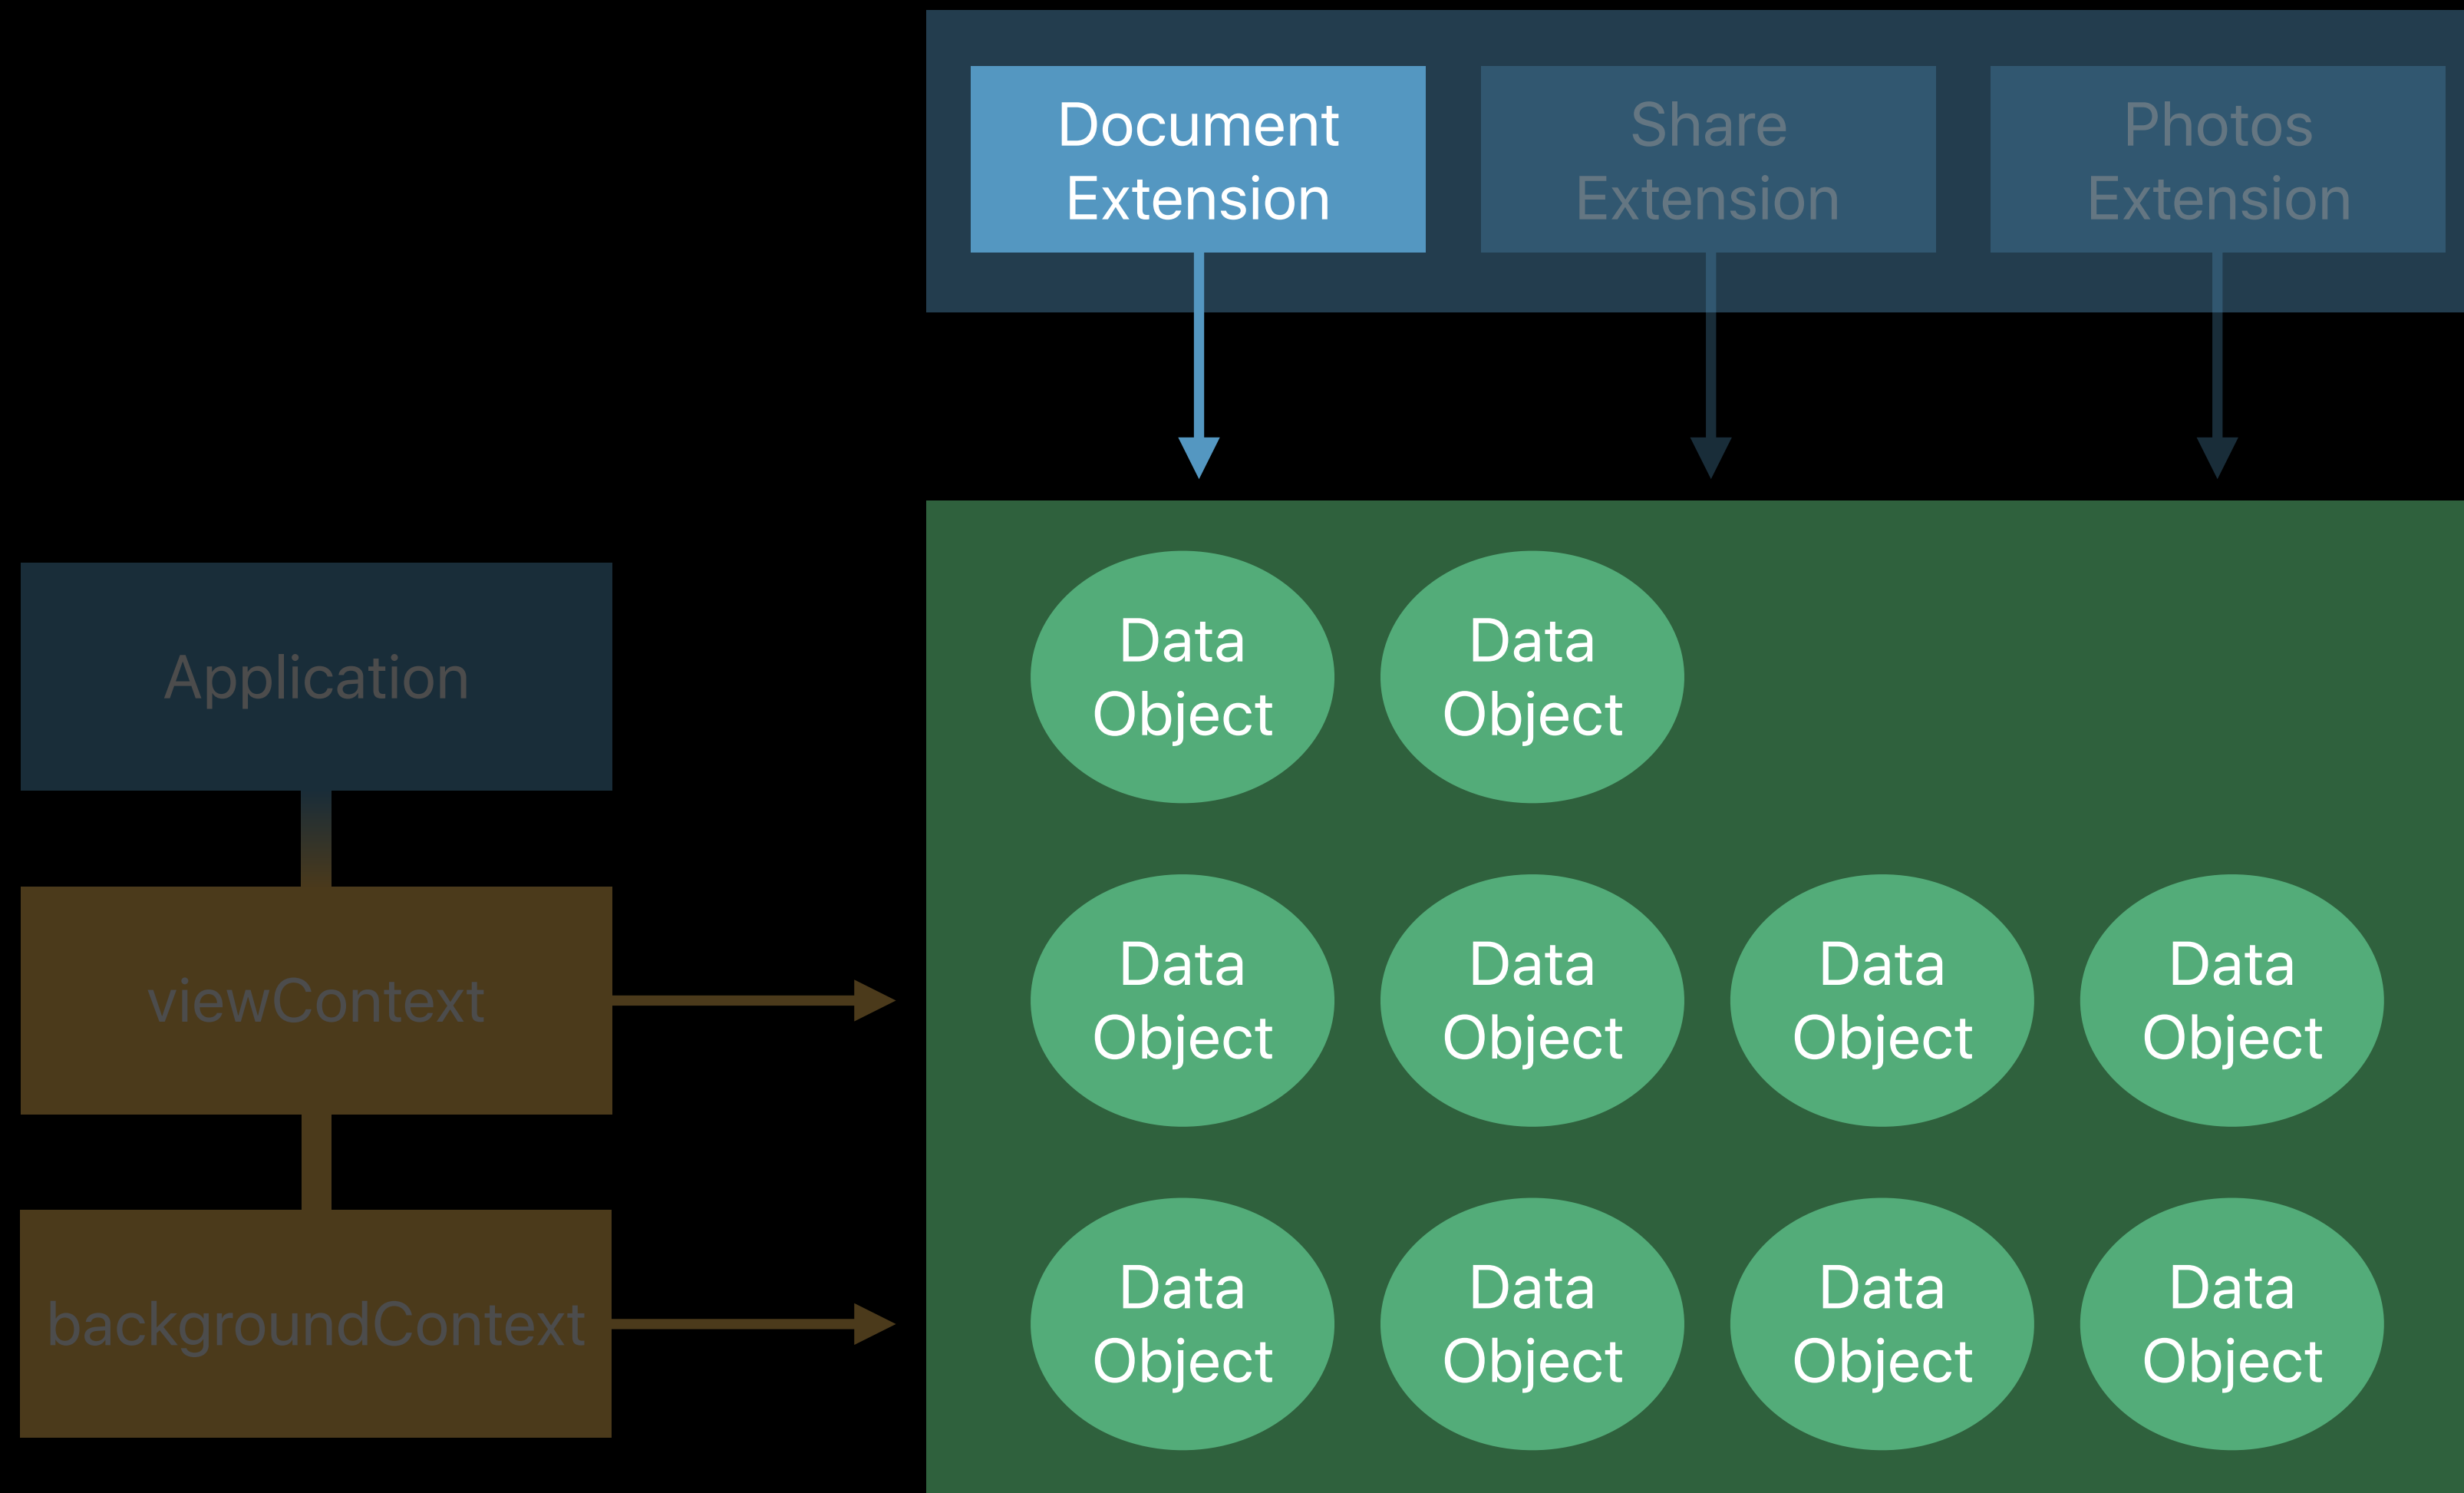 Document
Extension
Share
Extension
Photos
Extension
Application
viewContext
backgroundContext
Data
Object
Data
Object
Data
Object
Data
Object
Data
Object
Data
Object
Data
Object
Data
Object
Data
Object
Data
Object